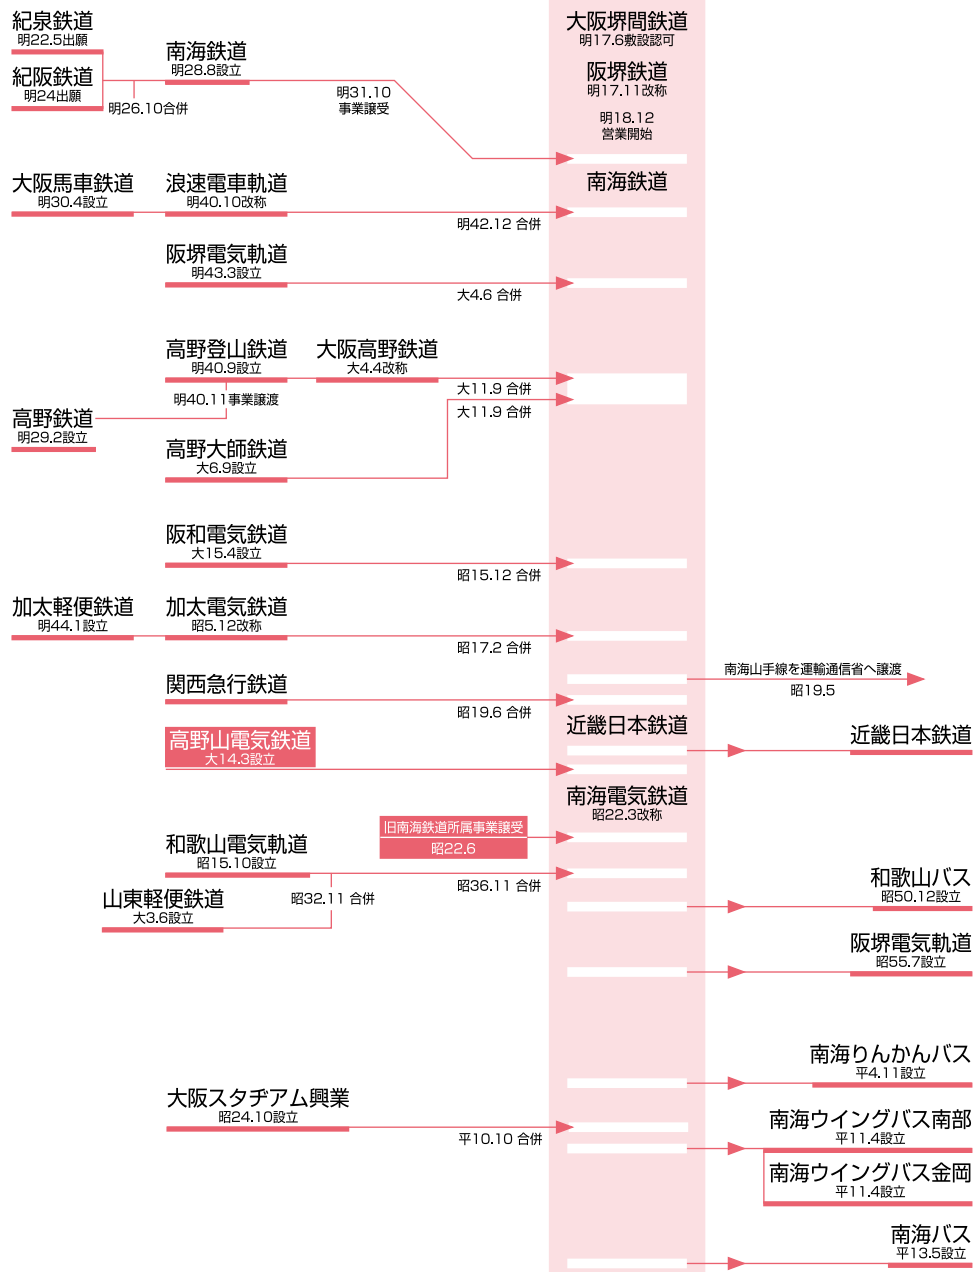 紀泉鉄道
明22.5出願
紀阪鉄道
明24出願
明26.10合併
南海鉄道
明28.8設立
明31.10
事業譲受
大阪堺間鉄道
明17.6敷設認可
阪堺鉄道
明17.11改称
明18.12
営業開始
南海鉄道
大阪馬車鉄道
明30.4設立
浪速電車軌道
明40.10改称
明42.12 合併
阪堺電気軌道
明43.3設立
大4.6 合併
高野登山鉄道
明40.9設立
大阪高野鉄道
大4.4改称
大11.9 合併
明40.11事業譲渡
大11.9 合併
高野鉄道
明29.2設立
高野大師鉄道
大6.9設立
阪和電気鉄道
大15.4設立
昭15.12 合併
加太軽便鉄道
明44.1設立
加太電気鉄道
昭5.12改称
昭17.2 合併
南海山手線を運輸通信省へ譲渡
昭19.5
関西急行鉄道
昭19.6 合併
近畿日本鉄道
近畿日本鉄道
高野山電気鉄道
大14.3設立
南海電気鉄道
昭22.3改称
旧南海鉄道所属事業譲受
昭22.6
和歌山電気軌道
昭15.10設立
昭36.11 合併
昭32.11 合併
山東軽便鉄道
大3.6設立
和歌山バス
昭50.12設立
阪堺電気軌道
昭55.7設立
南海りんかんバス
平4.11設立
大阪スタヂアム興業
昭24.10設立
平10.10 合併
南海ウイングバス南部
平11.4設立
南海ウイングバス金岡
平11.4設立
南海バス
平13.5設立